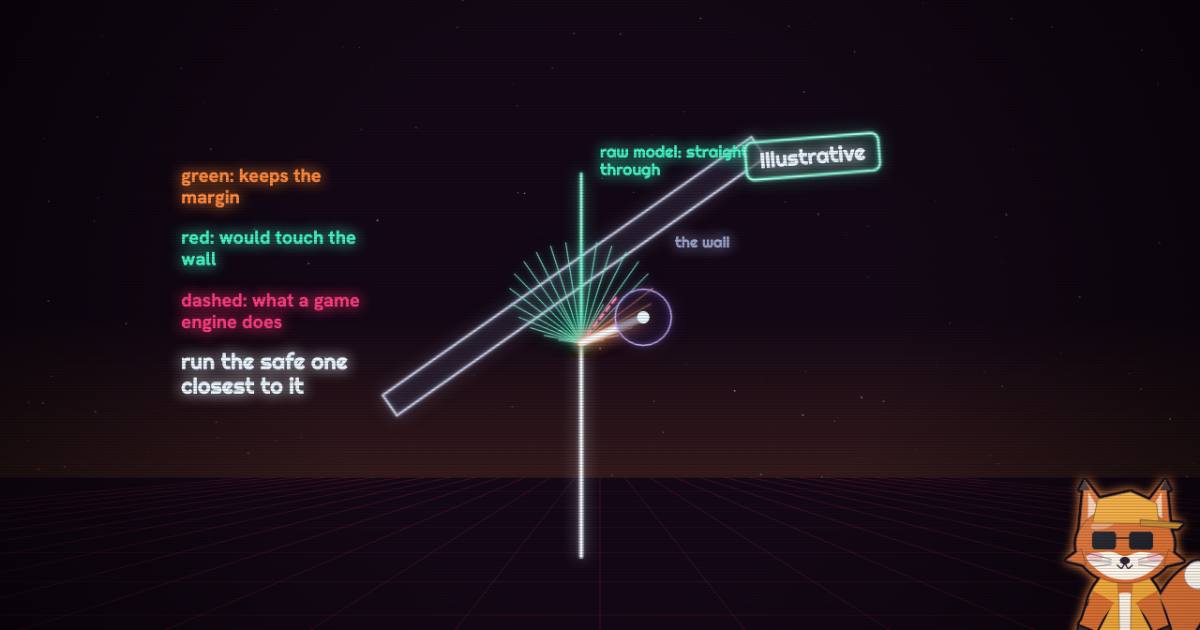 raw model: straight
through
Illustrative
green: keeps the
margin
red: would touch the
wall
dashed: what a game
engine does
run the safe one
closest to it
the wall